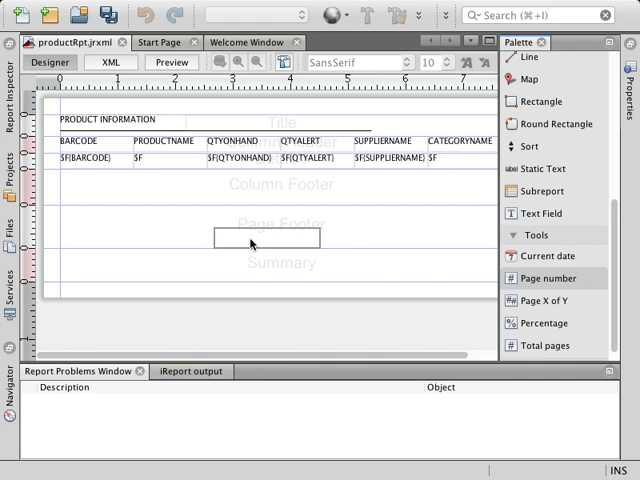 Search (⌘+I)
productRpt.jrxml
Start Page
Welcome Window
Palette
Designer
XML
Preview
SansSerif
10
0 1 2 3 4 5 6 7
PRODUCT INFORMATION
Title
BARCODE PRODUCTNAME QTYONHAND QTYALERT SUPPLIERNAME CATEGORYNAME
$F{BARCODE} $F $F{QTYONHAND} $F{QTYALERT} $F{SUPPLIERNAME} $F
Column Footer
Page Footer
Summary
Line
Map
Rectangle
Round Rectangle
Sort
Static Text
Subreport
Text Field
Tools
Current date
Page number
Page X of Y
Percentage
Total pages
Report Inspector
Projects
Files
Services
Navigator
Properties
Report Problems Window
iReport output
Description
Object
INS